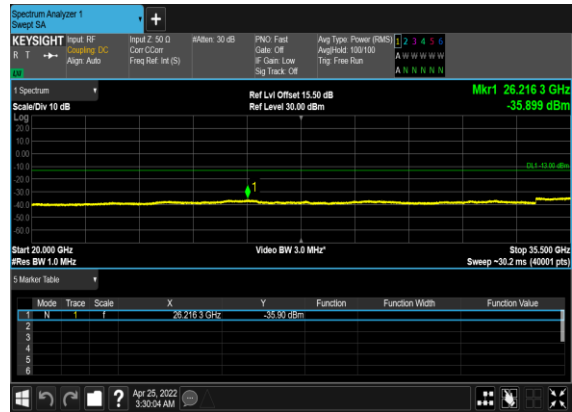 Spectrum Analyzer 1
Swept SA
+
KEYSIGHT Input: RF Input Z: 50 Ω #Atten: 30 dB PNO: Fast Avg Type: Power (RMS) 1 2 3 4 5 6
R T Coupling: DC Corr CCorr Gate: Off Avg|Hold: 100/100 A W W W W W
Align: Auto Freq Ref: Int (S) IF Gain: Low Trig: Free Run
Sig Track: Off A N N N N N
1 Spectrum Ref Lvl Offset 15.50 dB Mkr1 26.216 3 GHz
Scale/Div 10 dB Ref Level 30.00 dBm -35.899 dBm
Log
20.0
10.0
0.00
-10.0 DL1 -13.00 dBm
-20.0
-30.0 1
-40.0
-50.0
-60.0
Start 20.000 GHz Video BW 3.0 MHz* Stop 35.500 GHz
#Res BW 1.0 MHz Sweep ~30.2 ms (40001 pts)
5 Marker Table
Mode Trace Scale X Y Function Function Width Function Value
1 N 1 f 26.216 3 GHz -35.90 dBm
2
3
4
5
6
? Apr 25, 2022
3:30:04 AM